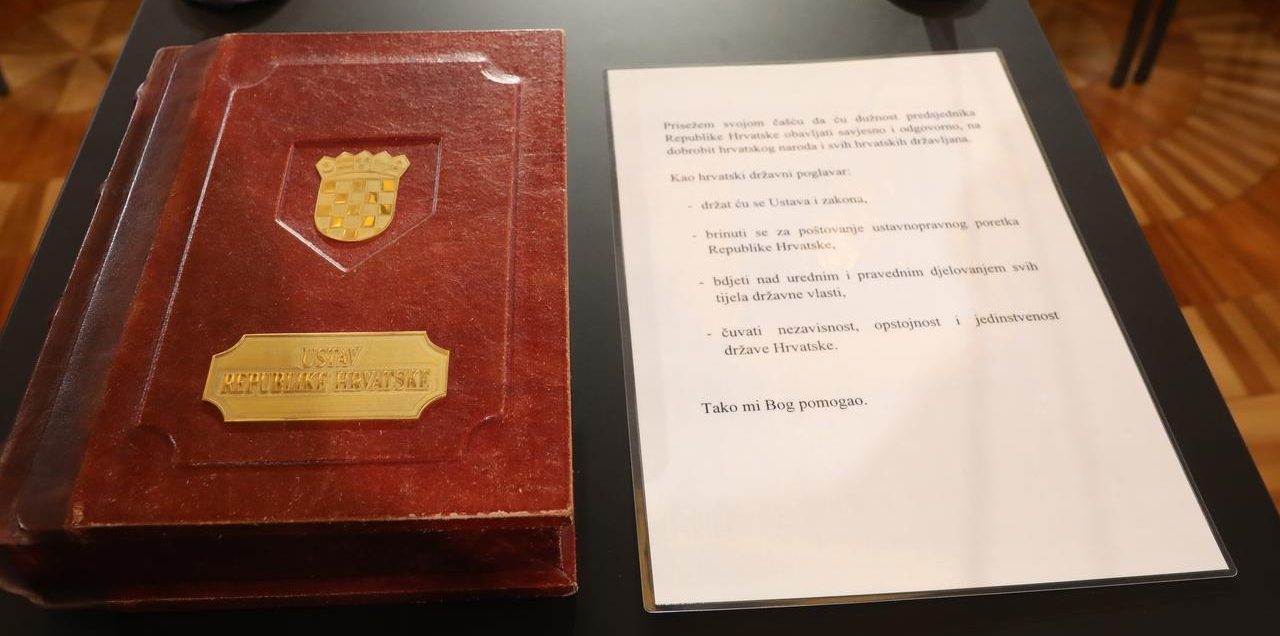 USTAV
REPUBLIKE HRVATSKE
Prisežem svojom čašću da ću dužnost predsjednika
Republike Hrvatske obavljati savjesno i odgovorno, na
dobrobit hrvatskog naroda i svih hrvatskih državljana.
Kao hrvatski državni poglavar:
- držat ću se Ustava i zakona,
- brinuti se za poštovanje ustavnopravnog poretka
Republike Hrvatske,
- bdjeti nad urednim i pravednim djelovanjem svih
tijela državne vlasti,
- čuvati nezavisnost, opstojnost i jedinstvenost
države Hrvatske.
Tako mi Bog pomogao.